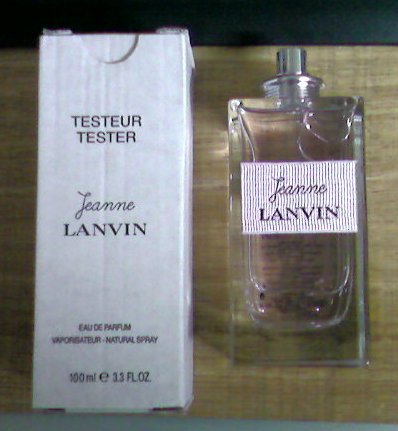 TESTEUR
TESTER
Jeanne
LANVIN
EAU DE PARFUM
VAPORISATEUR - NATURAL SPRAY
100 ml ℮ 3.3 FL.OZ.
Jeanne
LANVIN